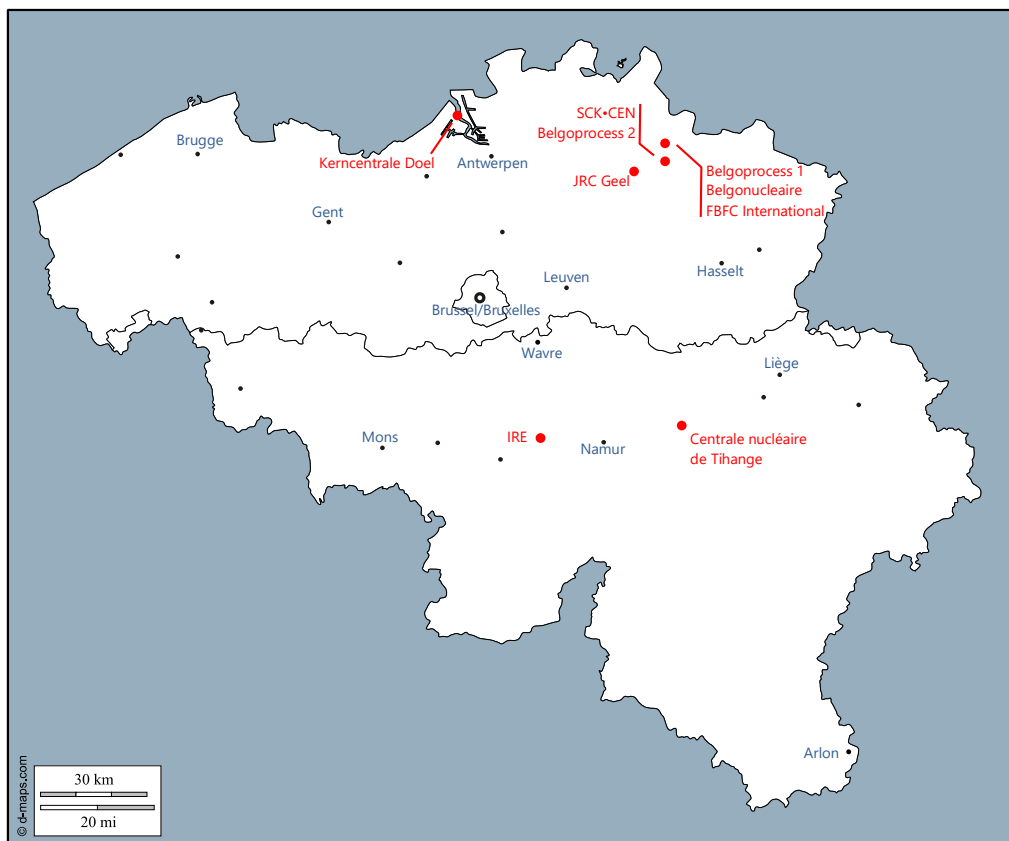 SCK•CEN
Belgoprocess 2
Brugge
Kerncentrale Doel
Antwerpen
Belgoprocess 1
JRC Geel
Belgonucleaire
FBFC International
Gent
Hasselt
Leuven
Brussel/Bruxelles
Wavre
Liège
Mons
IRE
Namur
Centrale nucléaire
de Tihange
Arlon
30 km
20 mi
© d-maps.com